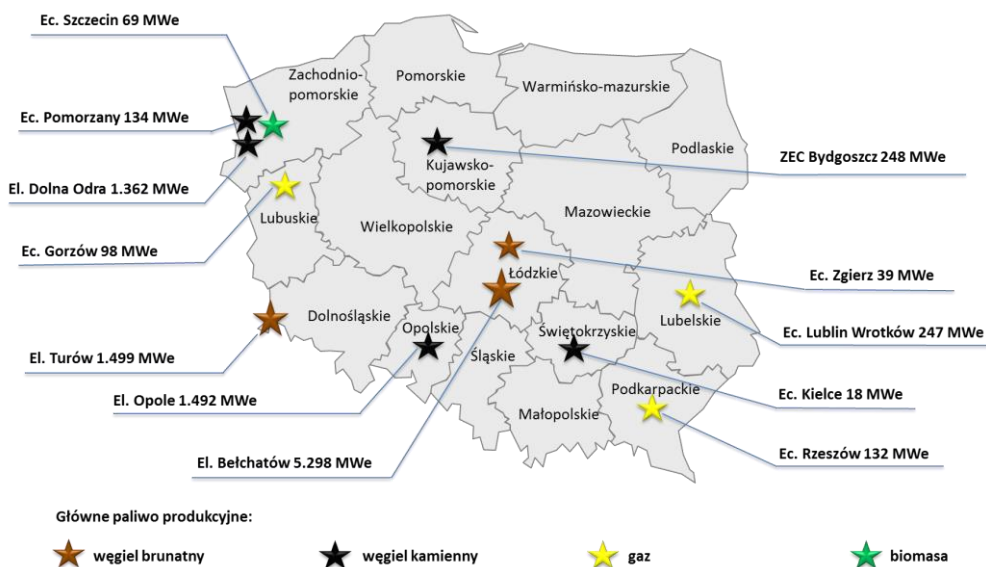 Ec. Szczecin 69 MWe
Zachodnio-
pomorskie
Pomorskie
Warmińsko-mazurskie
Ec. Pomorzany 134 MWe
Podlaskie
ZEC Bydgoszcz 248 MWe
Kujawsko-
pomorskie
El. Dolna Odra 1.362 MWe
Lubuskie
Wielkopolskie
Mazowieckie
Ec. Gorzów 98 MWe
Łódzkie
Ec. Zgierz 39 MWe
Dolnośląskie
Opolskie
Świętokrzyskie
Lubelskie
Ec. Lublin Wrotków 247 MWe
El. Turów 1.499 MWe
Śląskie
Podkarpackie
El. Opole 1.492 MWe
Małopolskie
Ec. Kielce 18 MWe
El. Bełchatów 5.298 MWe
Ec. Rzeszów 132 MWe
Główne paliwo produkcyjne:
węgiel brunatny
węgiel kamienny
gaz
biomasa